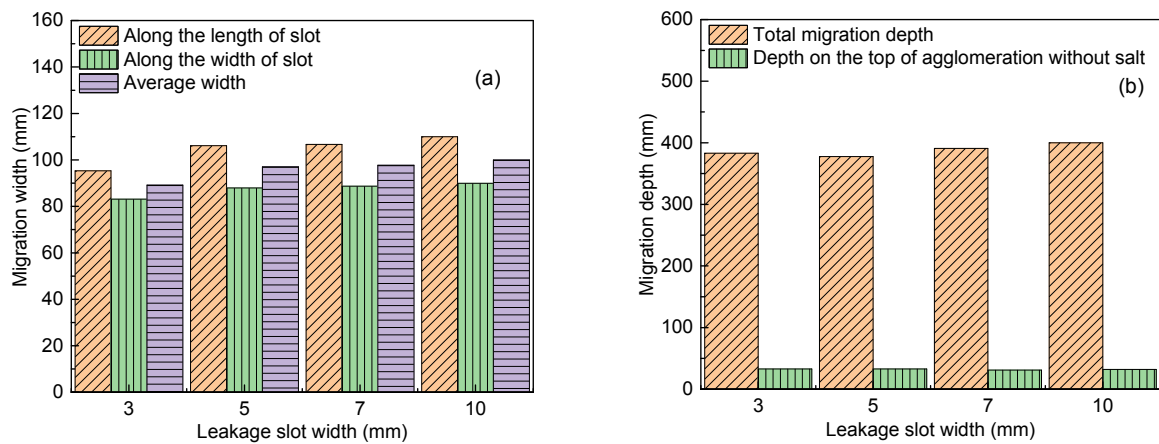 160
140
120
100
80
60
40
20
0
Migration width (mm)
Along the length of slot
Along the width of slot
Average width
(a)
3 5 7 10
Leakage slot width (mm)
600
500
400
300
200
100
0
Migration depth (mm)
Total migration depth
Depth on the top of agglomeration without salt
(b)
3 5 7 10
Leakage slot width (mm)